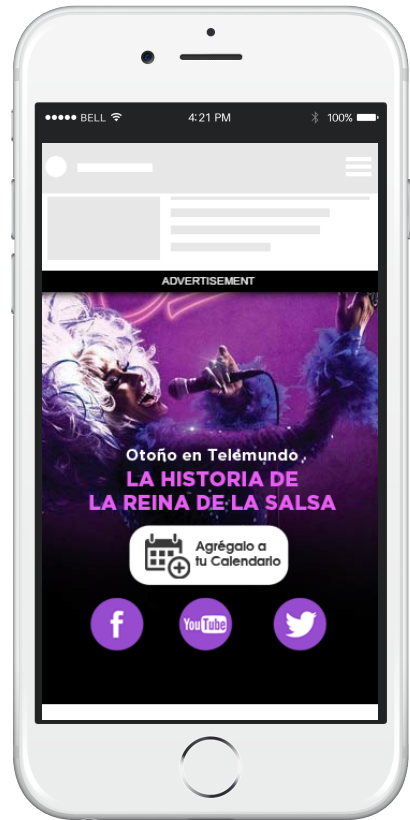 BELL 4:21 PM 100%
ADVERTISEMENT
Otoño en Telemundo
LA HISTORIA DE
LA REINA DE LA SALSA
Agrégalo a
tu Calendario
f YouTube